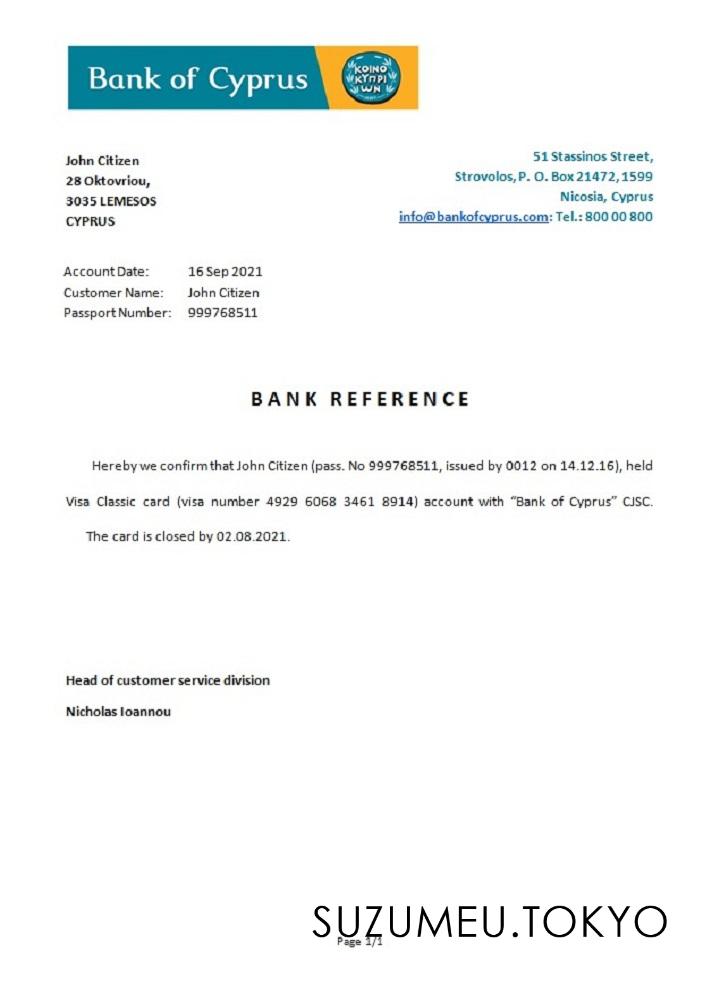 Bank of Cyprus
ΚΟΙΝΟ
ΚΥΠΡΙ
ΩΝ
John Citizen
28 Oktovriou,
3035 LEMESOS
CYPRUS
51 Stassinos Street,
Strovolos, P. O. Box 21472, 1599
Nicosia, Cyprus
info@bankofcyprus.com: Tel.: 800 00 800
Account Date: 16 Sep 2021
Customer Name: John Citizen
Passport Number: 999768511
BANK REFERENCE
Hereby we confirm that John Citizen (pass. No 999768511, issued by 0012 on 14.12.16), held
Visa Classic card (visa number 4929 6068 3461 8914) account with “Bank of Cyprus” CJSC.
The card is closed by 02.08.2021.
Head of customer service division
Nicholas Ioannou
SUZUMEU.TOKYO
Page 1/1